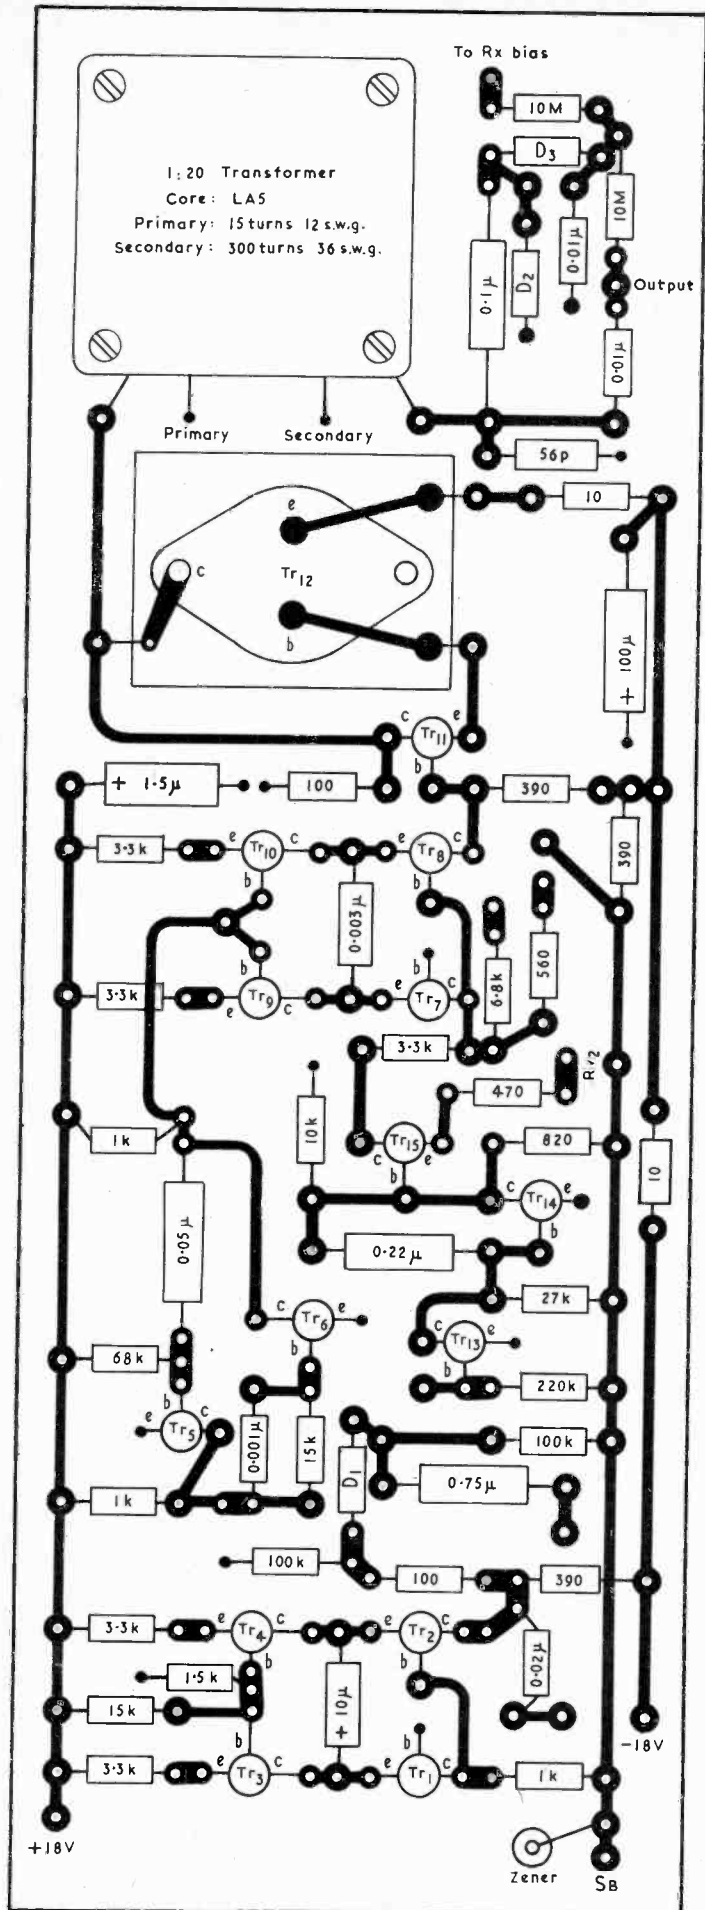 To Rx bias
10M
D3
1:20 Transformer
Core: LA5
Primary: 15 turns 12 s.w.g.
Secondary: 300 turns 36 s.w.g.
10M
0·01μ
D2
0·1μ
Output
0·01μ
Primary
Secondary
56p
10
e
c
Tr12
b
+ 100μ
c
Tr11
e
b
+ 1·5μ
100
390
390
3·3k
e
Tr10
c
e
Tr8
c
b
b
0·003μ
6·8k
560
b
b
3·3k
e
Tr9
c
e
Tr7
c
3·3k
RV2
470
10k
1k
c
Tr15
e
820
b
10
c
Tr14
e
b
0·05μ
0·22μ
27k
c
Tr6
e
c
Tr13
e
b
b
68k
220k
b
e
Tr5
c
0·001μ
15k
D1
100k
0·75μ
1k
100k
100
390
3·3k
e
Tr4
c
e
Tr2
c
b
b
1·5k
+ 10μ
0·02μ
15k
b
b
-18V
3·3k
e
Tr3
c
e
Tr1
c
1k
+18V
Zener
SB